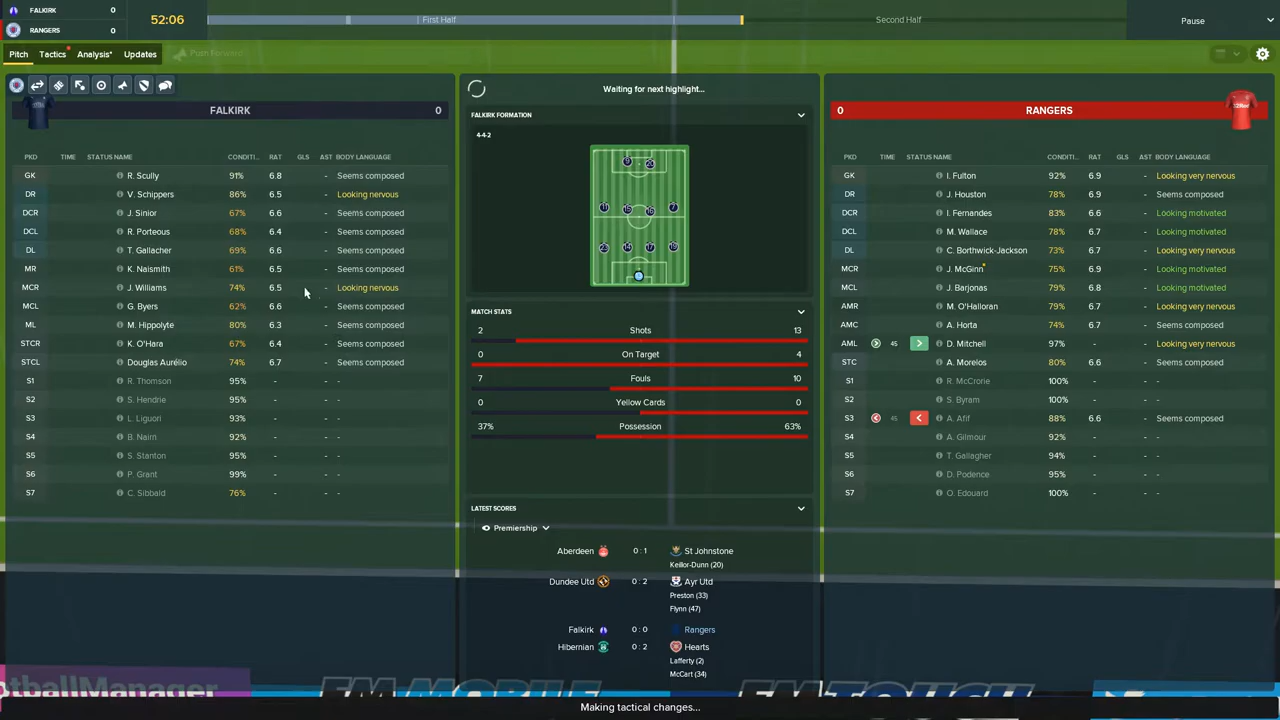 FALKIRK 0
RANGERS 0
52:06
First Half
Second Half
Pause
Pitch Tactics Analysis* Updates
Push Forward
FALKIRK 0
PKD TIME STATUS NAME CONDITI... RAT GLS AST BODY LANGUAGE
GK R. Scully 91% 6.8 - Seems composed
DR V. Schippers 86% 6.5 - Looking nervous
DCR J. Sinior 67% 6.6 - Seems composed
DCL R. Porteous 68% 6.4 - Seems composed
DL T. Gallacher 69% 6.6 - Seems composed
MR K. Naismith 61% 6.5 - Seems composed
MCR J. Williams 74% 6.5 - Looking nervous
MCL G. Byers 62% 6.6 - Seems composed
ML M. Hippolyte 80% 6.3 - Seems composed
STCR K. O'Hara 67% 6.4 - Seems composed
STCL Douglas Aurélio 74% 6.7 - Seems composed
S1 R. Thomson 95% - - -
S2 S. Hendrie 95% - - -
S3 L. Liguori 93% - - -
S4 B. Nairn 92% - - -
S5 S. Stanton 95% - - -
S6 P. Grant 99% - - -
S7 C. Sibbald 76% - - -
Waiting for next highlight...
FALKIRK FORMATION
4-4-2
MATCH STATS
2 Shots 13
0 On Target 4
7 Fouls 10
0 Yellow Cards 0
37% Possession 63%
LATEST SCORES
Premiership
Aberdeen 0 : 1 St Johnstone
Keillor-Dunn (20)
Dundee Utd 0 : 2 Ayr Utd
Preston (33)
Flynn (47)
Falkirk 0 : 0 Rangers
Hibernian 0 : 2 Hearts
Lafferty (2)
McCart (34)
0 RANGERS
PKD TIME STATUS NAME CONDITI... RAT GLS AST BODY LANGUAGE
GK I. Fulton 92% 6.9 - Looking very nervous
DR J. Houston 78% 6.9 - Seems composed
DCR I. Fernandes 83% 6.6 - Looking motivated
DCL M. Wallace 78% 6.7 - Looking motivated
DL C. Borthwick-Jackson 73% 6.7 - Looking very nervous
MCR J. McGinn* 75% 6.9 - Looking motivated
MCL J. Barjonas 79% 6.8 - Looking motivated
AMR M. O'Halloran 79% 6.7 - Looking very nervous
AMC A. Horta 74% 6.7 - Seems composed
AML 45 D. Mitchell 97% - Looking very nervous
STC A. Morelos 80% 6.6 - Seems composed
S1 R. McCrorie 100% - - -
S2 S. Byram 100% - - -
S3 45 A. Afif 88% 6.6 - Seems composed
S4 A. Gilmour 92% - - -
S5 T. Gallagher 94% - - -
S6 D. Podence 95% - - -
S7 O. Edouard 100% - - -
FM MOBILE
FM TOUCH
Making tactical changes...